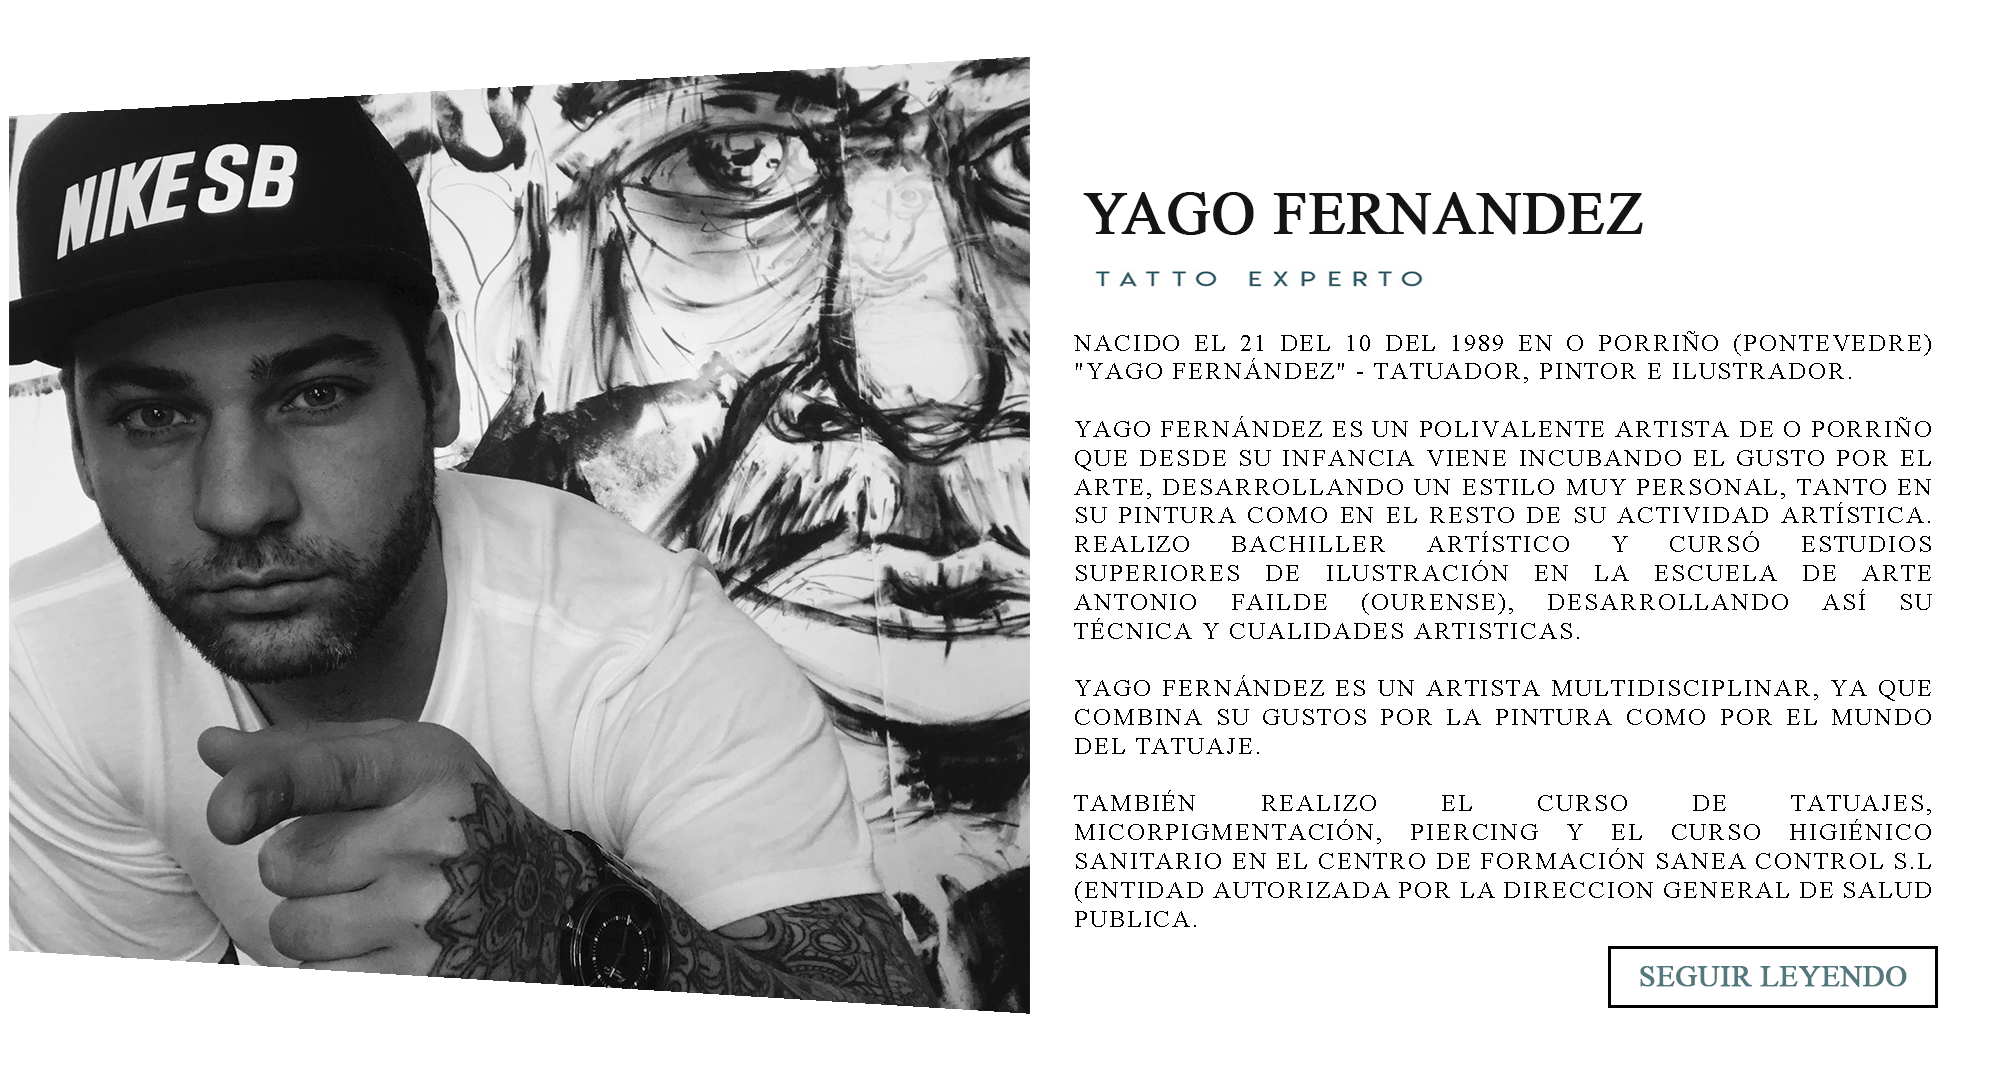 NIKE SB
YAGO FERNANDEZ
TATTO EXPERTO
NACIDO EL 21 DEL 10 DEL 1989 EN O PORRIÑO (PONTEVEDRE)
"YAGO FERNÁNDEZ" - TATUADOR, PINTOR E ILUSTRADOR.
YAGO FERNÁNDEZ ES UN POLIVALENTE ARTISTA DE O PORRIÑO
QUE DESDE SU INFANCIA VIENE INCUBANDO EL GUSTO POR EL
ARTE, DESARROLLANDO UN ESTILO MUY PERSONAL, TANTO EN
SU PINTURA COMO EN EL RESTO DE SU ACTIVIDAD ARTÍSTICA.
REALIZO BACHILLER ARTÍSTICO Y CURSÓ ESTUDIOS
SUPERIORES DE ILUSTRACIÓN EN LA ESCUELA DE ARTE
ANTONIO FAILDE (OURENSE), DESARROLLANDO ASÍ SU
TÉCNICA Y CUALIDADES ARTISTICAS.
YAGO FERNÁNDEZ ES UN ARTISTA MULTIDISCIPLINAR, YA QUE
COMBINA SU GUSTOS POR LA PINTURA COMO POR EL MUNDO
DEL TATUAJE.
TAMBIÉN REALIZO EL CURSO DE TATUAJES,
MICORPIGMENTACIÓN, PIERCING Y EL CURSO HIGIÉNICO
SANITARIO EN EL CENTRO DE FORMACIÓN SANEA CONTROL S.L
(ENTIDAD AUTORIZADA POR LA DIRECCION GENERAL DE SALUD
PUBLICA.
SEGUIR LEYENDO